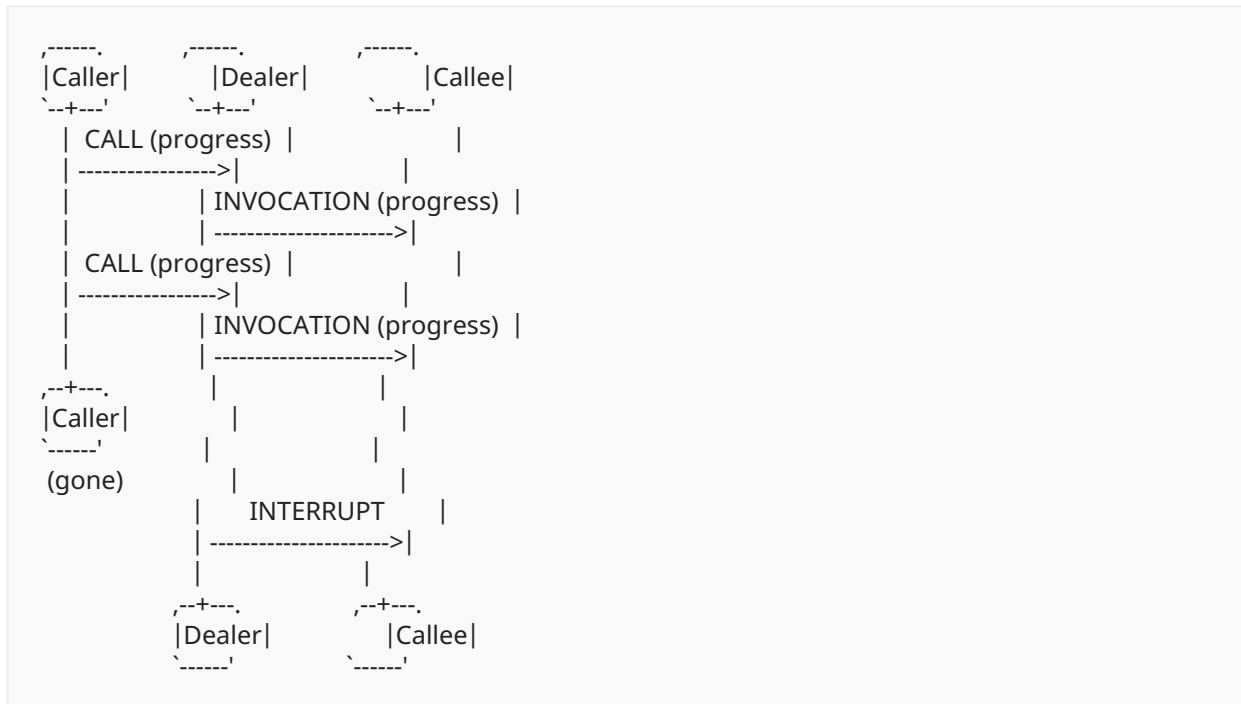 ,------. ,------. ,------.
|Caller| |Dealer| |Callee|
`--+---' `--+---' `--+---'
| CALL (progress) | |
| ----------------->| |
| | INVOCATION (progress) |
| | ---------------------->|
| CALL (progress) | |
| ----------------->| |
| | INVOCATION (progress) |
| | ---------------------->|
,--+---. | |
|Caller| | |
`------' | |
(gone) | |
| INTERRUPT |
| ---------------------->|
| |
,--+---. ,--+---.
|Dealer| |Callee|
`------' `------'